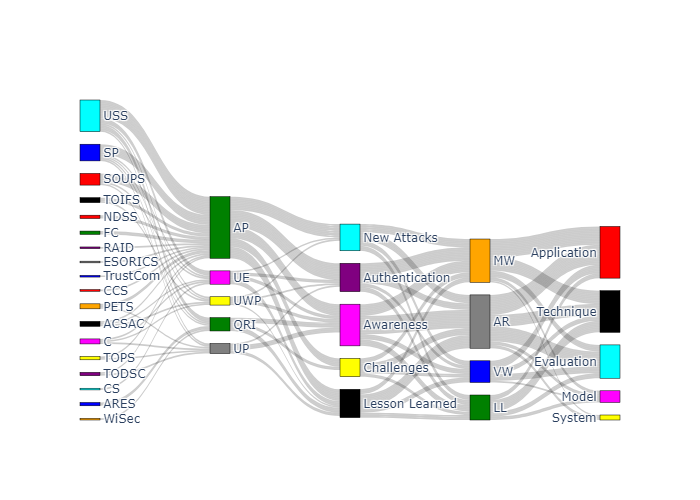 USS
SP
SOUPS
TOIFS
NDSS
FC
RAID
ESORICS
TrustCom
CCS
PETS
ACSAC
C
TOPS
TODSC
CS
ARES
WiSec
AP
UE
UWP
QRI
UP
New Attacks
Authentication
Awareness
Challenges
Lesson Learned
MW
AR
VW
LL
Application
Technique
Evaluation
Model
System